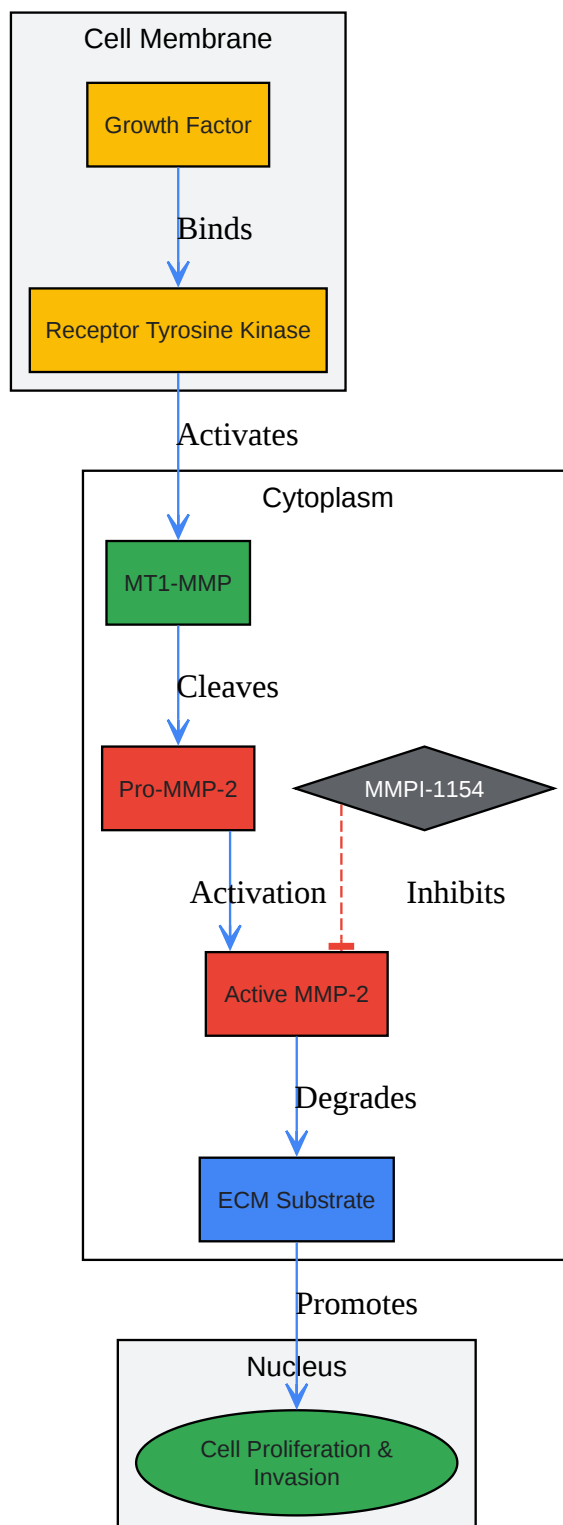 Cell Membrane
Growth Factor
Binds
Receptor Tyrosine Kinase
Activates
Cytoplasm
MT1-MMP
Cleaves
Pro-MMP-2
MMPI-1154
Activation
Inhibits
Active MMP-2
Degrades
ECM Substrate
Promotes
Nucleus
Cell Proliferation &
Invasion